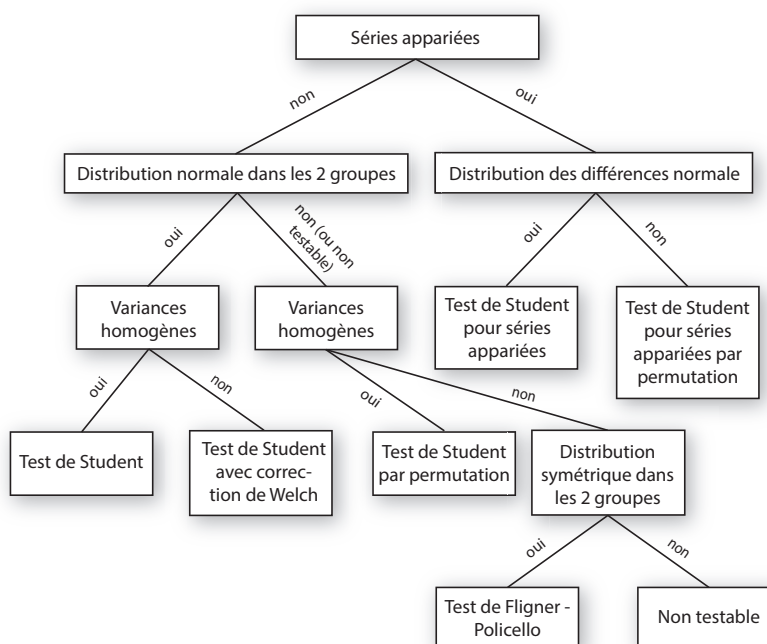 Séries appariées
non
oui
Distribution normale dans les 2 groupes
Distribution des différences normale
oui
non (ou non
testable)
oui
non
Variances
homogènes
Variances
homogènes
Test de Student
pour séries
appariées
Test de Student
pour séries
appariées par
permutation
oui
non
oui
non
Test de Student
Test de Student
avec correc-
tion de Welch
Test de Student
par permutation
Distribution
symétrique dans
les 2 groupes
oui
non
Test de Fligner -
Policello
Non testable